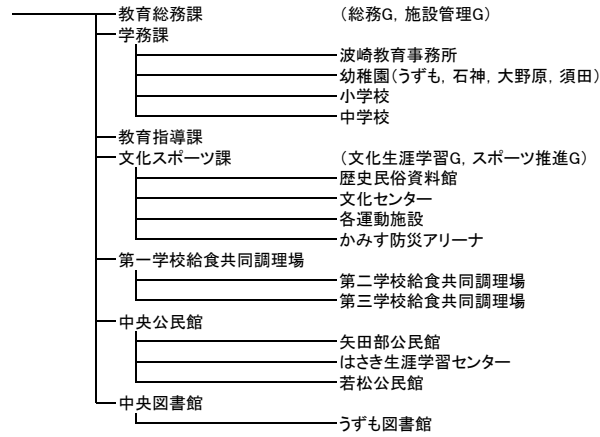 教育総務課 (総務G, 施設管理G)
学務課
波崎教育事務所
幼稚園(うずも, 石神, 大野原, 須田)
小学校
中学校
教育指導課
文化スポーツ課 (文化生涯学習G, スポーツ推進G)
歴史民俗資料館
文化センター
各運動施設
かみす防災アリーナ
第一学校給食共同調理場
第二学校給食共同調理場
第三学校給食共同調理場
中央公民館
矢田部公民館
はさき生涯学習センター
若松公民館
中央図書館
うずも図書館